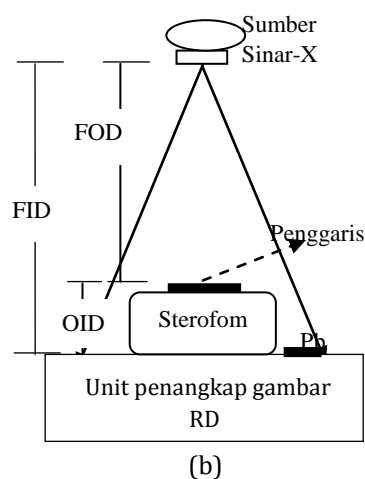 Sumber
Sinar-X
FOD
FID
Penggaris
OID
Sterofom
Pb
Unit penangkap gambar
RD
(b)